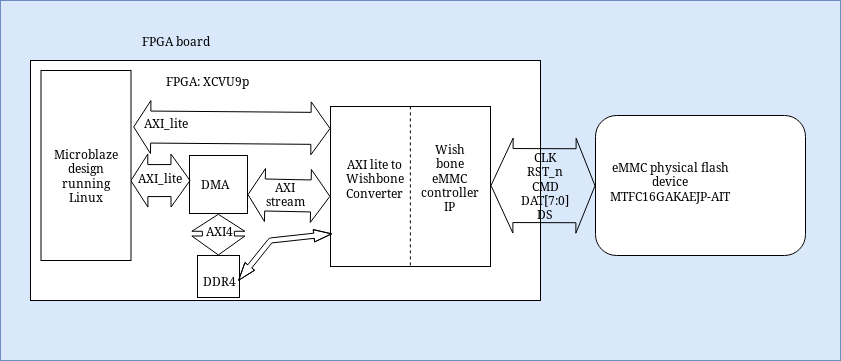 FPGA board
FPGA: XCVU9p
AXI_lite
Microblaze
design
running
Linux
AXI_lite
DMA
AXI
stream
AXI4
DDR4
AXI lite to
Wishbone
Converter
Wish
bone
eMMC
controller
IP
CLK
RST_n
CMD
DAT[7:0]
DS
eMMC physical flash
device
MTFC16GAKAEJP-AIT